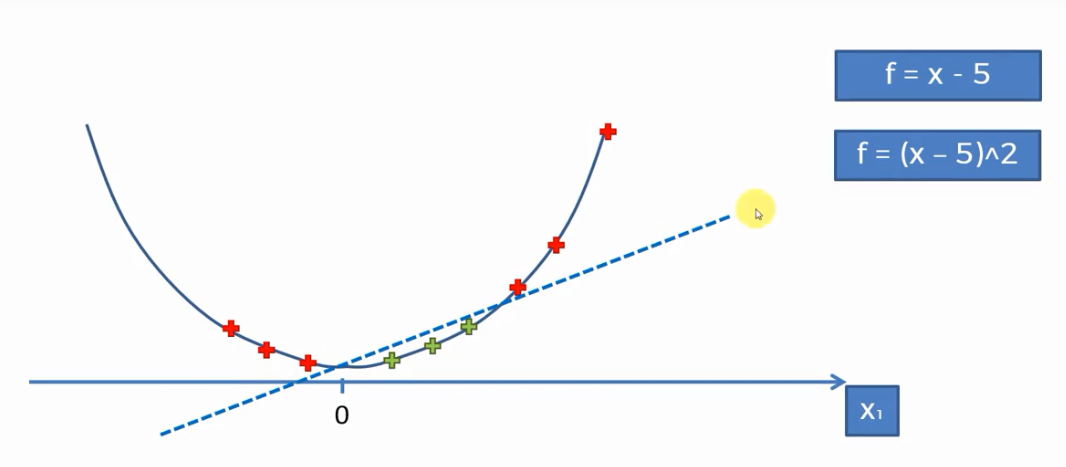 f = x - 5
f = (x – 5)^2
0
x₁